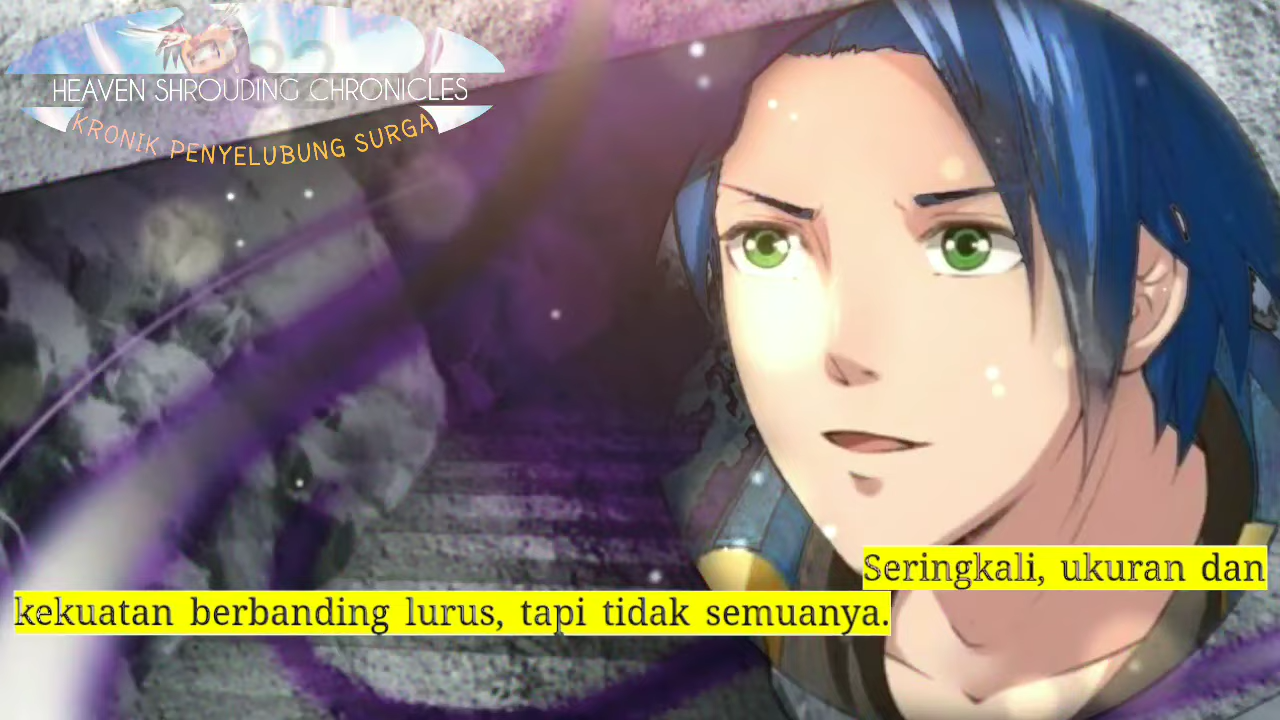 HEAVEN SHROUDING CHRONICLES
KRONIK PENYELUBUNG SURGA
Seringkali, ukuran dan
kekuatan berbanding lurus, tapi tidak semuanya.